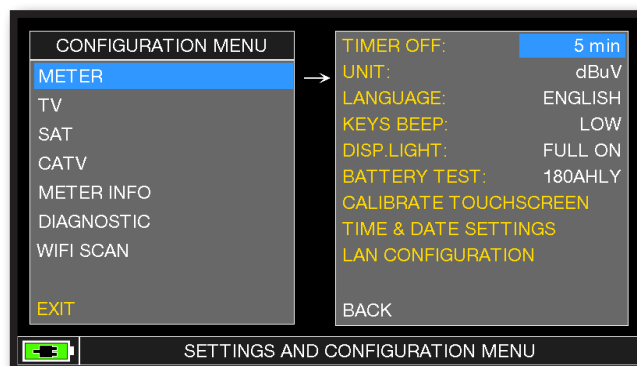 CONFIGURATION MENU
METER
TV
SAT
CATV
METER INFO
DIAGNOSTIC
WIFI SCAN
EXIT
→
TIMER OFF: 5 min
UNIT: dBuV
LANGUAGE: ENGLISH
KEYS BEEP: LOW
DISP.LIGHT: FULL ON
BATTERY TEST: 180AHLY
CALIBRATE TOUCHSCREEN
TIME & DATE SETTINGS
LAN CONFIGURATION
BACK
SETTINGS AND CONFIGURATION MENU